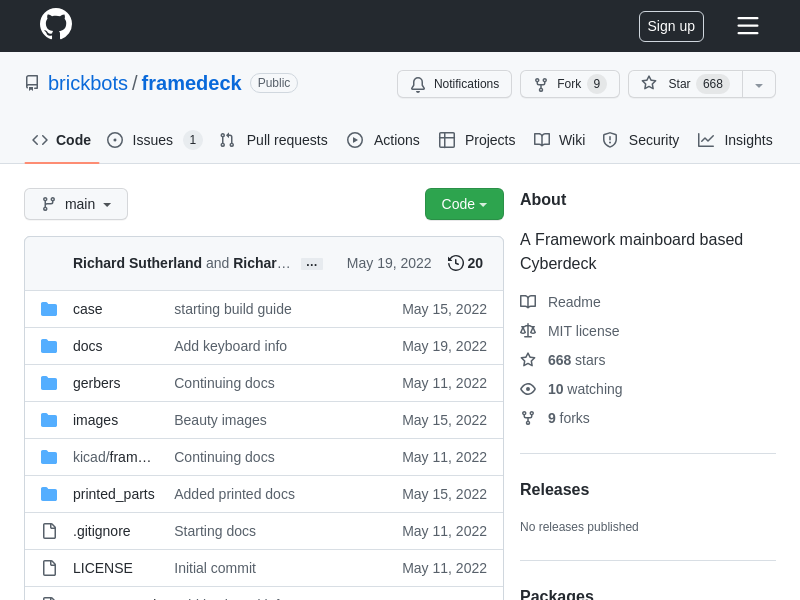 Sign up
brickbots / framedeck Public
Notifications
Fork 9
Star 668
Code
Issues 1
Pull requests
Actions
Projects
Wiki
Security
Insights
main
Code
Richard Sutherland and Richar… … May 19, 2022 20
case starting build guide May 15, 2022
docs Add keyboard info May 19, 2022
gerbers Continuing docs May 11, 2022
images Beauty images May 15, 2022
kicad/fram… Continuing docs May 11, 2022
printed_parts Added printed docs May 15, 2022
.gitignore Starting docs May 11, 2022
LICENSE Initial commit May 11, 2022
About
A Framework mainboard based
Cyberdeck
Readme
MIT license
668 stars
10 watching
9 forks
Releases
No releases published
Packages